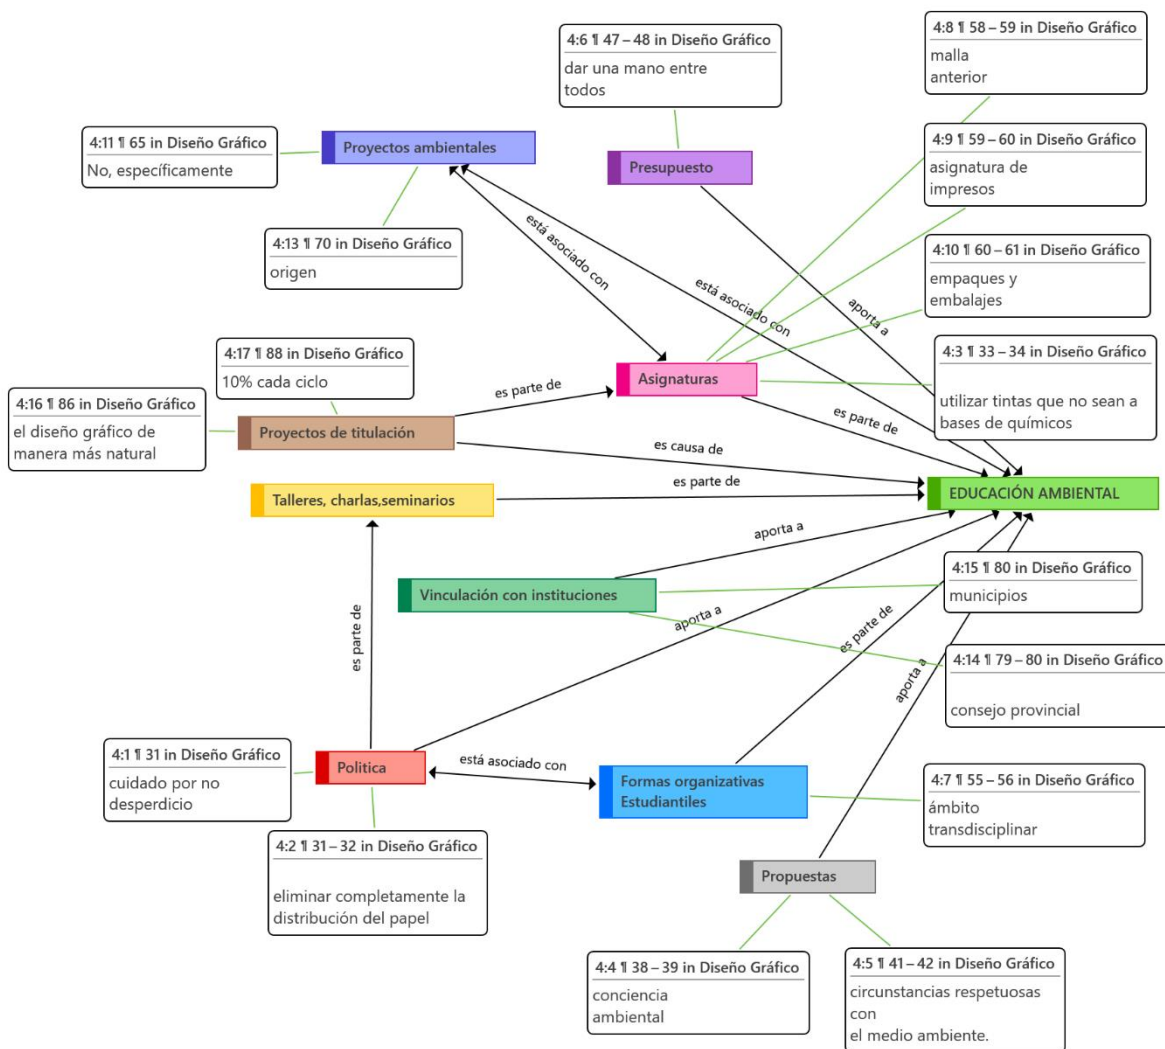 4:6 ¶ 47 – 48 in Diseño Gráfico
dar una mano entre
todos
4:8 ¶ 58 – 59 in Diseño Gráfico
malla
anterior
4:11 ¶ 65 in Diseño Gráfico
No, específicamente
Proyectos ambientales
Presupuesto
4:9 ¶ 59 – 60 in Diseño Gráfico
asignatura de
impresos
4:13 ¶ 70 in Diseño Gráfico
origen
está asociado con
está asociado con
aporta a
4:10 ¶ 60 – 61 in Diseño Gráfico
empaques y
embalajes
4:17 ¶ 88 in Diseño Gráfico
10% cada ciclo
4:3 ¶ 33 – 34 in Diseño Gráfico
utilizar tintas que no sean a
bases de químicos
Asignaturas
es parte de
es parte de
4:16 ¶ 86 in Diseño Gráfico
el diseño gráfico de
manera más natural
Proyectos de titulación
es causa de
Talleres, charlas,seminarios
es parte de
EDUCACIÓN AMBIENTAL
aporta a
4:15 ¶ 80 in Diseño Gráfico
municipios
Vinculación con instituciones
es parte de
aporta a
es parte de
aporta a
4:14 ¶ 79 – 80 in Diseño Gráfico
consejo provincial
4:1 ¶ 31 in Diseño Gráfico
cuidado por no
desperdicio
Politica
está asociado con
Formas organizativas
Estudiantiles
4:7 ¶ 55 – 56 in Diseño Gráfico
ámbito
transdisciplinar
4:2 ¶ 31 – 32 in Diseño Gráfico
eliminar completamente la
distribución del papel
Propuestas
4:4 ¶ 38 – 39 in Diseño Gráfico
conciencia
ambiental
4:5 ¶ 41 – 42 in Diseño Gráfico
circunstancias respetuosas
con
el medio ambiente.